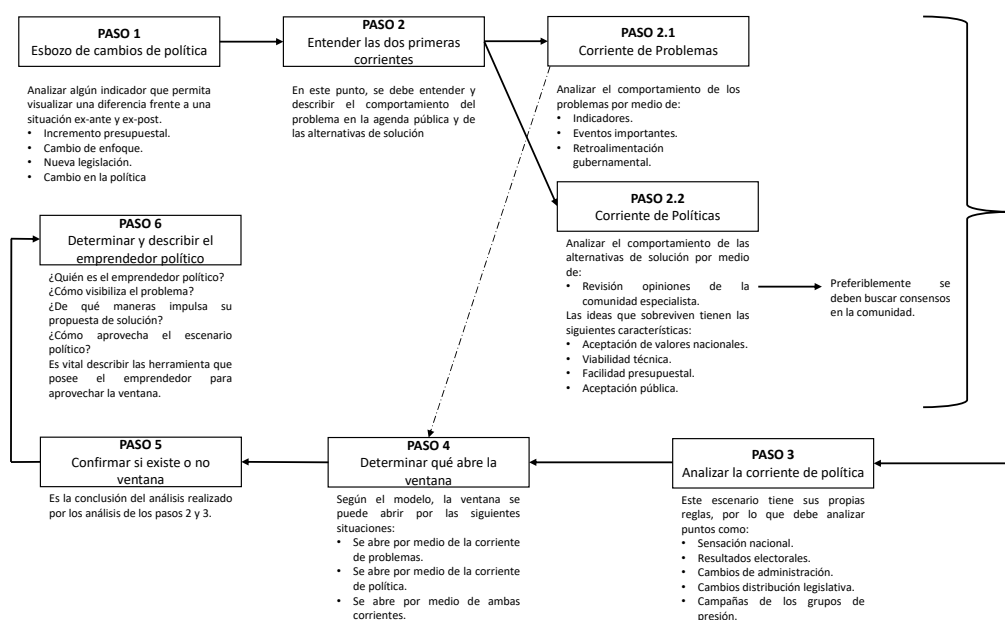 PASO 1
Esbozo de cambios de política
Analizar algún indicador que permita
visualizar una diferencia frente a una
situación ex-ante y ex-post.
• Incremento presupuestal.
• Cambio de enfoque.
• Nueva legislación.
• Cambio en la política
PASO 2
Entender las dos primeras
corrientes
En este punto, se debe entender y
describir el comportamiento del
problema en la agenda pública y de
las alternativas de solución
PASO 2.1
Corriente de Problemas
Analizar el comportamiento de los
problemas por medio de:
• Indicadores.
• Eventos importantes.
• Retroalimentación
gubernamental.
PASO 2.2
Corriente de Políticas
Analizar el comportamiento de las
alternativas de solución por medio
de:
• Revisión opiniones de la
comunidad especialista.
Las ideas que sobreviven tienen las
siguientes características:
• Aceptación de valores nacionales.
• Viabilidad técnica.
• Facilidad presupuestal.
• Aceptación pública.
Preferiblemente se
deben buscar consensos
en la comunidad.
PASO 3
Analizar la corriente de política
Este escenario tiene sus propias
reglas, por lo que debe analizar
puntos como:
• Sensación nacional.
• Resultados electorales.
• Cambios de administración.
• Cambios distribución legislativa.
• Campañas de los grupos de
presión.
PASO 4
Determinar qué abre la
ventana
Según el modelo, la ventana se
puede abrir por las siguientes
situaciones:
• Se abre por medio de la corriente
de problemas.
• Se abre por medio de la corriente
de política.
• Se abre por medio de ambas
corrientes.
PASO 5
Confirmar si existe o no
ventana
Es la conclusión del análisis realizado
por los análisis de los pasos 2 y 3.
PASO 6
Determinar y describir el
emprendedor político
¿Quién es el emprendedor político?
¿Cómo visibiliza el problema?
¿De qué maneras impulsa su
propuesta de solución?
¿Cómo aprovecha el escenario
político?
Es vital describir las herramienta que
posee el emprendedor para
aprovechar la ventana.